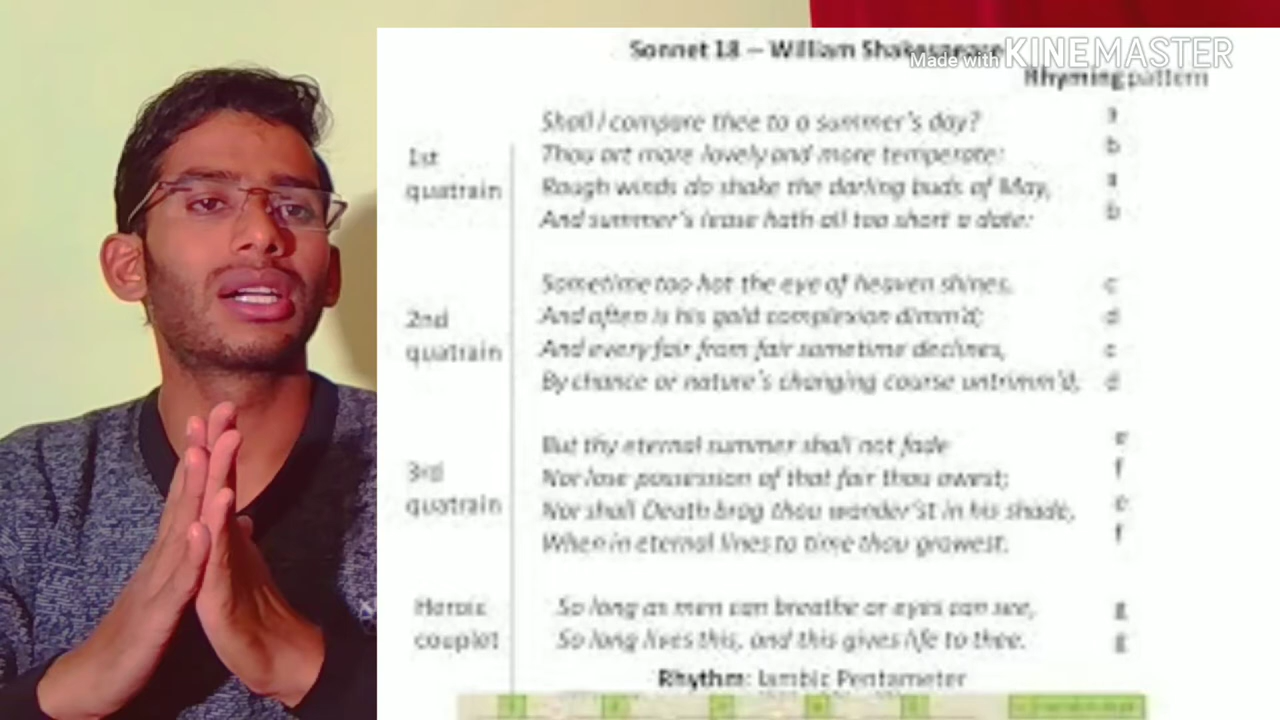 Sonnet 18 – William Shakespeare
Made with KINEMASTER
Rhyming pattern
Shall I compare thee to a summer's day? a
Thou art more lovely and more temperate: b
1st
quatrain
Rough winds do shake the darling buds of May, a
And summer's lease hath all too short a date: b
Sometime too hot the eye of heaven shines, c
2nd
quatrain
And often is his gold complexion dimm'd; d
And every fair from fair sometime declines, c
By chance or nature's changing course untrimm'd; d
But thy eternal summer shall not fade e
3rd
quatrain
Nor lose possession of that fair thou owest; f
Nor shall Death brag thou wander'st in his shade, e
When in eternal lines to time thou growest: f
Heroic
couplet
So long as men can breathe or eyes can see, g
So long lives this, and this gives life to thee. g
Rhythm: Iambic Pentameter